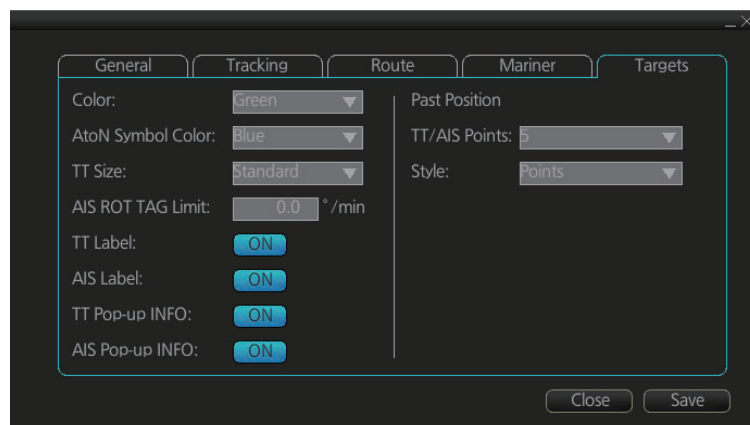 General Tracking Route Mariner Targets
Color: Green
AtoN Symbol Color: Blue
TT Size: Standard
AIS ROT TAG Limit: 0.0 °/min
TT Label: ON
AIS Label: ON
TT Pop-up INFO: ON
AIS Pop-up INFO: ON
Past Position
TT/AIS Points: 5
Style: Points
Close Save